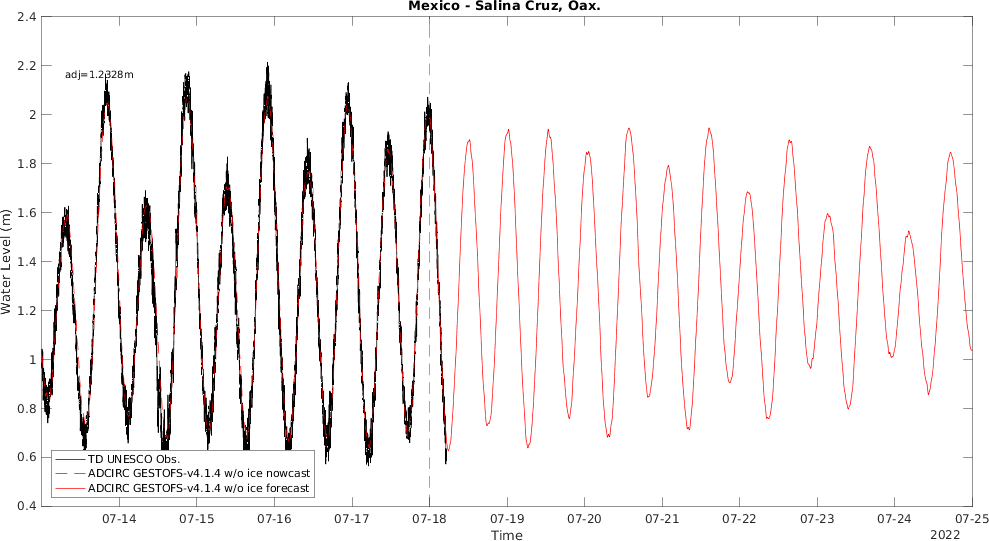 Mexico - Salina Cruz, Oax.
2.4
2.2
2
1.8
1.6
1.4
1.2
1
0.8
0.6
0.4
Water Level (m)
adj=1.2328m
TD UNESCO Obs.
ADCIRC GESTOFS-v4.1.4 w/o ice nowcast
ADCIRC GESTOFS-v4.1.4 w/o ice forecast
07-14 07-15 07-16 07-17 07-18 07-19 07-20 07-21 07-22 07-23 07-24 07-25
Time
2022